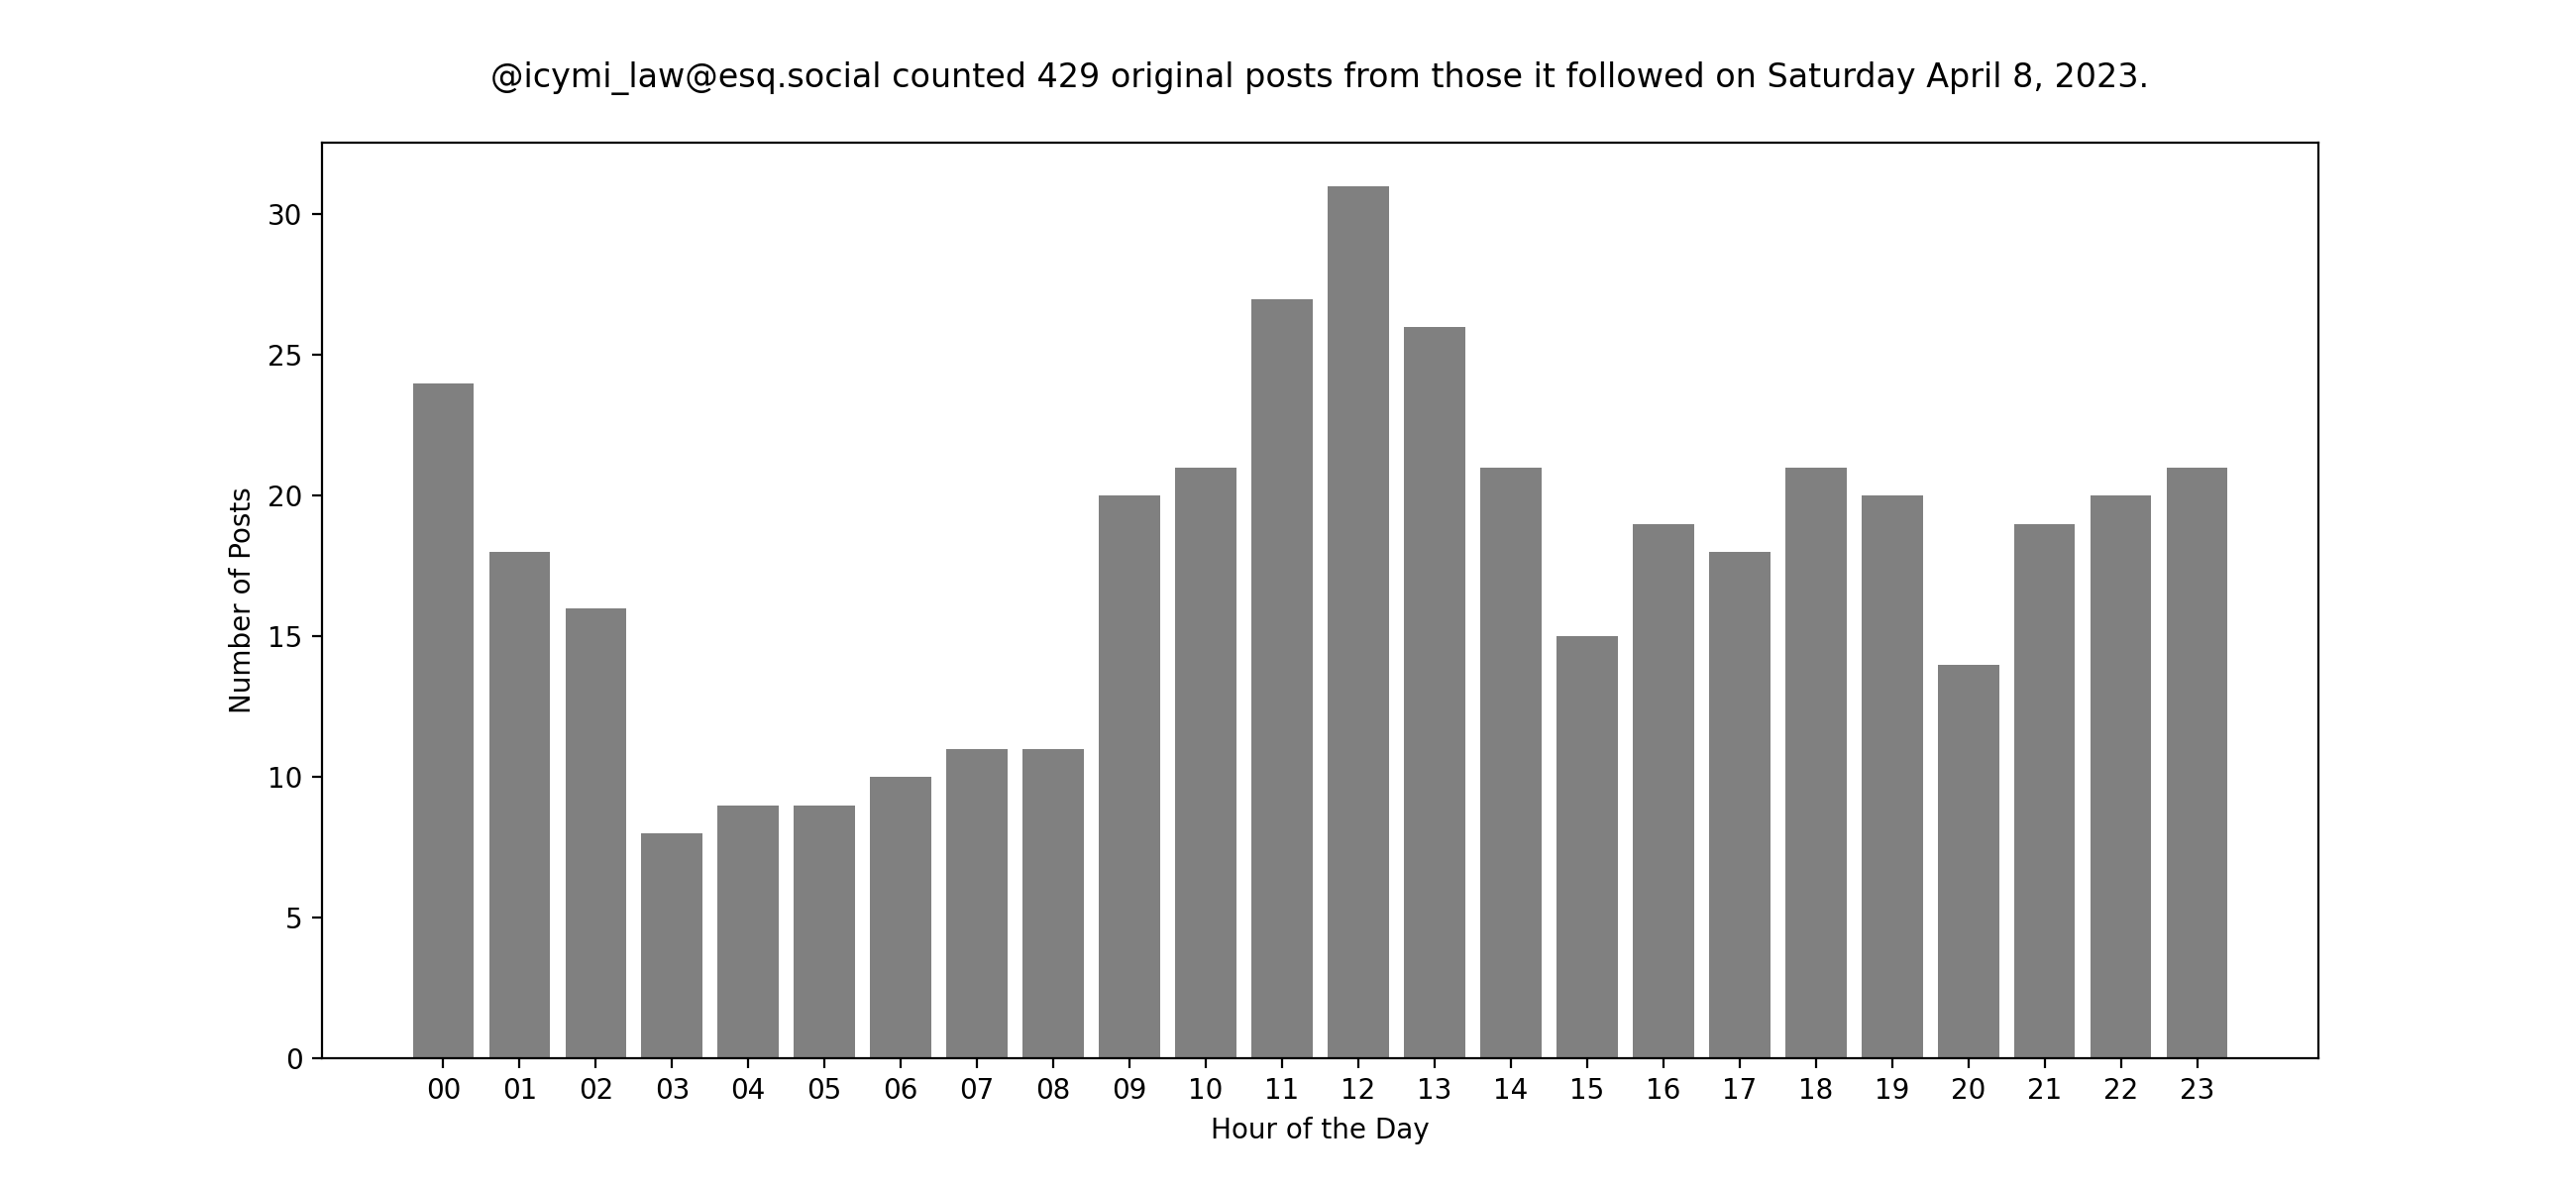 @icymi_law@esq.social counted 429 original posts from those it followed on Saturday April 8, 2023.
Number of Posts
30
25
20
15
10
5
0
00 01 02 03 04 05 06 07 08 09 10 11 12 13 14 15 16 17 18 19 20 21 22 23
Hour of the Day